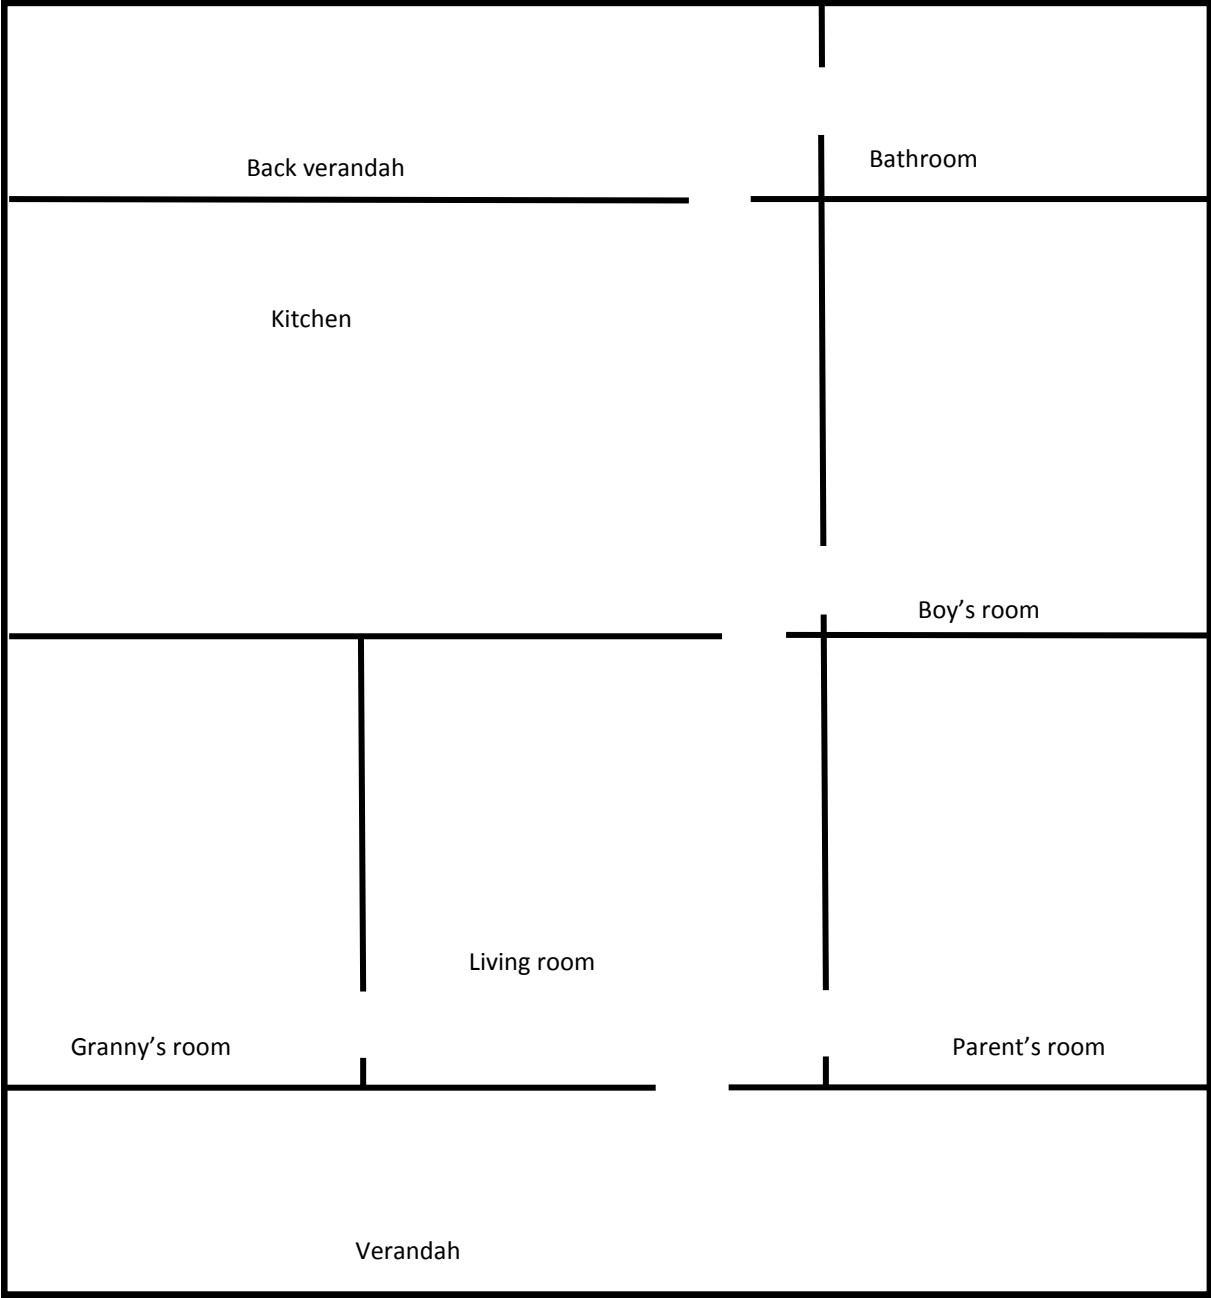 Back verandah
Bathroom
Kitchen
Boy’s room
Living room
Granny’s room
Parent’s room
Verandah